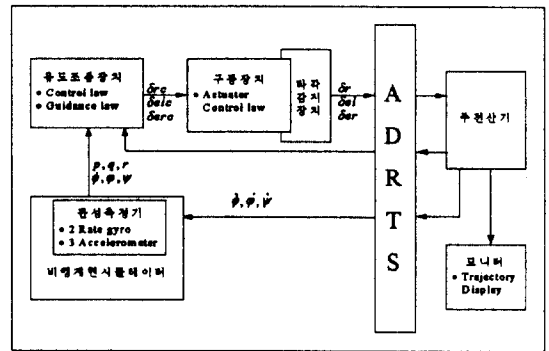 유도조종장치
• Control law
• Guidance law
δrc
δelc
δerc
구동장치
• Actuator
Control law
타각
감지
장치
δr
δel
δer
A
D
R
T
S
주전산기
p, q, r
관성측정기
• 2 Rate gyro
• 3 Accelerometer
비행재현시뮬레이터
모니터
• Trajectory
Display